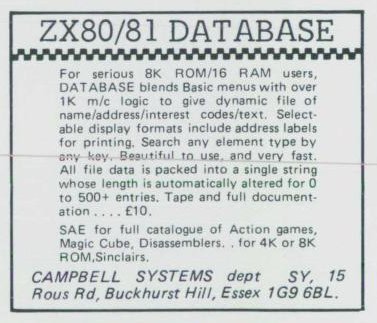 ZX80/81 DATABASE
For serious 8K ROM/16 RAM users,
DATABASE blends Basic menus with over
1K m/c logic to give dynamic file of
name/address/interest codes/text. Select-
able display formats include address labels
for printing, Search any element type by
any key. Beautiful to use, and very fast.
All file data is packed into a single string
whose length is automatically altered for 0
to 500+ entries. Tape and full document-
ation . . . . £10.
SAE for full catalogue of Action games,
Magic Cube, Disassemblers. . for 4K or 8K
ROM,Sinclairs.
CAMPBELL SYSTEMS dept SY, 15
Rous Rd, Buckhurst Hill, Essex 1G9 6BL.